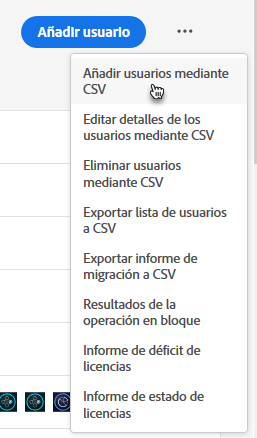 Añadir usuario
Añadir usuarios mediante
CSV
Editar detalles de los
usuarios mediante CSV
Eliminar usuarios
mediante CSV
Exportar lista de usuarios
a CSV
Exportar informe de
migración a CSV
Resultados de la
operación en bloque
Informe de déficit de
licencias
Informe de estado de
licencias